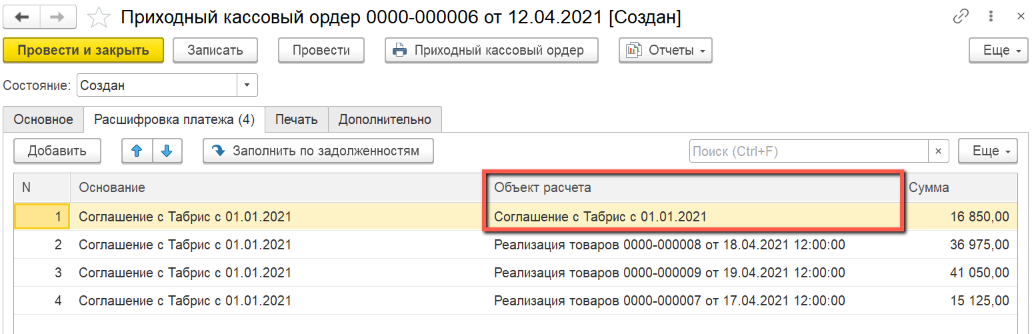 Приходный кассовый ордер 0000-000006 от 12.04.2021 [Создан]
Провести и закрыть Записать Провести Приходный кассовый ордер Отчеты Еще
Состояние: Создан
Основное Расшифровка платежа (4) Печать Дополнительно
Добавить Заполнить по задолженностям Поиск (Ctrl+F) × Еще
N Основание Объект расчета Сумма
1 Соглашение с Табрис с 01.01.2021 Соглашение с Табрис с 01.01.2021 16 850,00
2 Соглашение с Табрис с 01.01.2021 Реализация товаров 0000-000008 от 18.04.2021 12:00:00 36 975,00
3 Соглашение с Табрис с 01.01.2021 Реализация товаров 0000-000009 от 19.04.2021 12:00:00 41 050,00
4 Соглашение с Табрис с 01.01.2021 Реализация товаров 0000-000007 от 17.04.2021 12:00:00 15 125,00